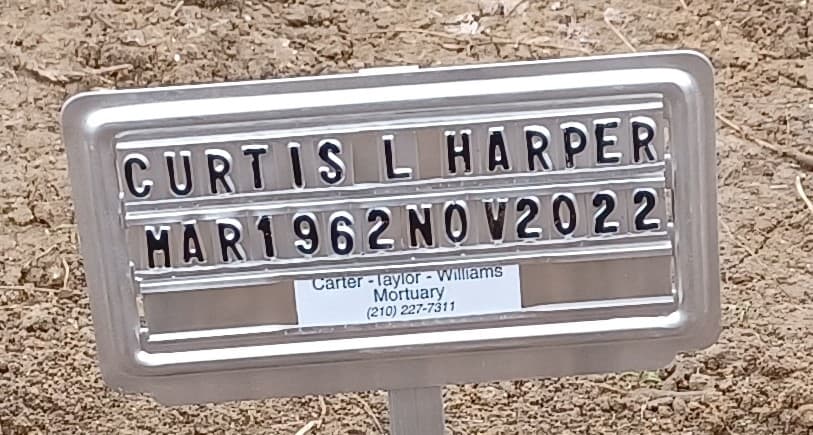 CURTIS L HARPER
MAR1962NOV2022
Carter -Taylor - Williams
Mortuary
(210) 227-7311